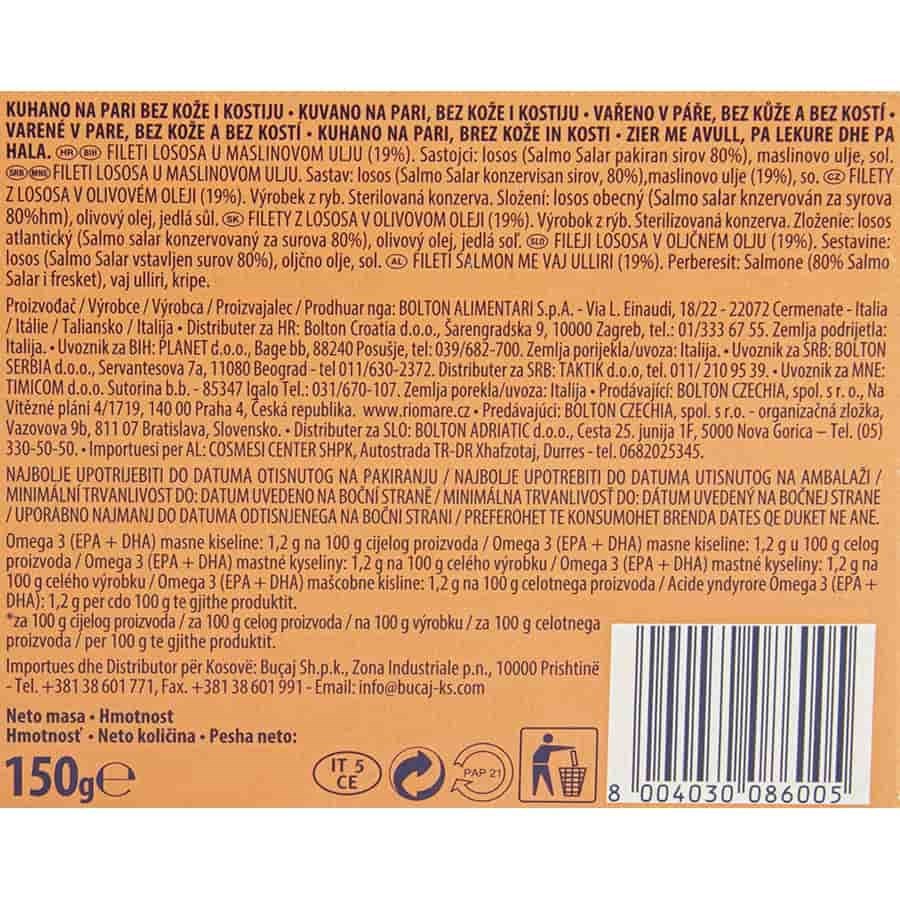 KUHANO NA PARI BEZ KOŽE I KOSTIJU • KUVANO NA PARI, BEZ KOŽE I KOSTIJU • VAŘENO V PÁŘE, BEZ KŮŽE A BEZ KOSTÍ •
VARENÉ V PARE, BEZ KOŽE A BEZ KOSTÍ • KUHANO NA PARI, BREZ KOŽE IN KOSTI • ZIER ME AVULL, PA LEKURE DHE PA
HALA. HR BIH FILETI LOSOSA U MASLINOVOM ULJU (19%). Sastojci: losos (Salmo Salar pakiran sirov 80%), maslinovo ulje, sol.
SRB MNE FILETI LOSOSA U MASLINOVOM ULJU. Sastav: losos (Salmo Salar konzervisan sirov, 80%),maslinovo ulje (19%), so. CZ FILETY
Z LOSOSA V OLIVOVÉM OLEJI (19%). Výrobek z ryb. Sterilovaná konzerva. Složení: losos obecný (Salmo salar knzervován za syrova
80%hm), olivový olej, jedlá sůl. SK FILETY Z LOSOSA V OLIVOVOM OLEJI (19%). Výrobok z rýb. Sterilizovaná konzerva. Zloženie: losos
atlantický (Salmo salar konzervovaný za surova 80%), olivový olej, jedlá soľ. SLO FILEJI LOSOSA V OLJČNEM OLJU (19%). Sestavine:
losos (Salmo Salar vstavljen surov 80%), oljčno olje, sol. AL FILETI SALMON ME VAJ ULLIRI (19%). Perberesit: Salmone (80% Salmo
Salar i fresket), vaj ulliri, kripe.
Proizvođač / Výrobce / Výrobca / Proizvajalec / Prodhuar nga: BOLTON ALIMENTARI S.p.A. - Via L. Einaudi, 18/22 - 22072 Cermenate - Italia
/ Itálie / Taliansko / Italija • Distributer za HR: Bolton Croatia d.o.o., Šarengradska 9, 10000 Zagreb, tel.: 01/333 67 55. Zemlja podrijetla:
Italija. • Uvoznik za BIH: PLANET d.o.o., Bage bb, 88240 Posušje, tel: 039/682-700. Zemlja porijekla/uvoza: Italija. • Uvoznik za SRB: BOLTON
SERBIA d.o.o., Servantesova 7a, 11080 Beograd - tel 011/630-2372. Distributer za SRB: TAKTIK d.o.o, tel. 011/ 210 95 39. • Uvoznik za MNE:
TIMICOM d.o.o. Sutorina b.b. - 85347 Igalo Tel.: 031/670-107. Zemlja porekla/uvoza: Italija • Prodávající: BOLTON CZECHIA, spol. s r. o., Na
Vítězné pláni 4/1719, 140 00 Praha 4, Česká republika. www.riomare.cz • Predávajúci: BOLTON CZECHIA, spol. s r.o. - organizačná zložka,
Vazovova 9b, 811 07 Bratislava, Slovensko. • Distributer za SLO: BOLTON ADRIATIC d.o.o., Cesta 25. junija 1F, 5000 Nova Gorica – Tel. (05)
330-50-50. • Importuesi per AL: COSMESI CENTER SHPK, Autostrada TR-DR Xhafzotaj, Durres - tel. 0682025345.
NAJBOLJE UPOTRIJEBITI DO DATUMA OTISNUTOG NA PAKIRANJU / NAJBOLJE UPOTREBITI DO DATUMA UTISNUTOG NA AMBALAŽI /
MINIMÁLNÍ TRVANLIVOST DO: DATUM UVEDENO NA BOČNÍ STRANĚ / MINIMÁLNA TRVANLIVOSŤ DO: DÁTUM UVEDENÝ NA BOČNEJ STRANE
/ UPORABNO NAJMANJ DO DATUMA ODTISNJENEGA NA BOČNI STRANI / PREFEROHET TE KONSUMOHET BRENDA DATES QE DUKET NE ANE.
Omega 3 (EPA + DHA) masne kiseline: 1,2 g na 100 g cijelog proizvoda / Omega 3 (EPA + DHA) masne kiseline: 1,2 g u 100 g celog
proizvoda / Omega 3 (EPA + DHA) mastné kyseliny: 1,2 g na 100 g celého výrobku / Omega 3 (EPA + DHA) mastné kyseliny: 1,2 g na
100 g celého výrobku / Omega 3 (EPA + DHA) maščobne kisline: 1,2 g na 100 g celotnega proizvoda / Acide yndyrore Omega 3 (EPA +
DHA): 1,2 g per cdo 100 g te gjithe produktit.
*za 100 g cijelog proizvoda / za 100 g celog proizvoda / na 100 g výrobku / za 100 g celotnega
proizvoda / per 100 g te gjithe produktit.
Importues dhe Distributor për Kosovë: Buçaj Sh.p.k., Zona Industriale p.n., 10000 Prishtinë
- Tel. +381 38 601 771, Fax. +381 38 601 991 - Email: info@bucaj-ks.com
Neto masa • Hmotnost
Hmotnosť • Neto količina • Pesha neto:
150g e
IT 5
CE
PAP 21
8 004030 086005